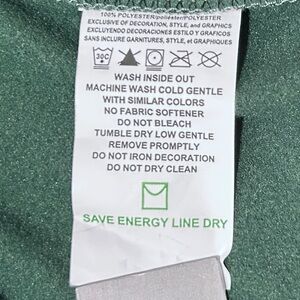 100% POLYESTER/poliéster/POLYESTER
EXCLUSIVE OF DECORATION, STYLE, and GRAPHICS
EXCLUYENDO DECORACIONES ESTILO Y GRAFICOS
SANS INCLURE GARNITURES, STYLE, et GRAPHIQUES
30C
WASH INSIDE OUT
MACHINE WASH COLD GENTLE
WITH SIMILAR COLORS
NO FABRIC SOFTENER
DO NOT BLEACH
TUMBLE DRY LOW GENTLE
REMOVE PROMPTLY
DO NOT IRON DECORATION
DO NOT DRY CLEAN
SAVE ENERGY LINE DRY